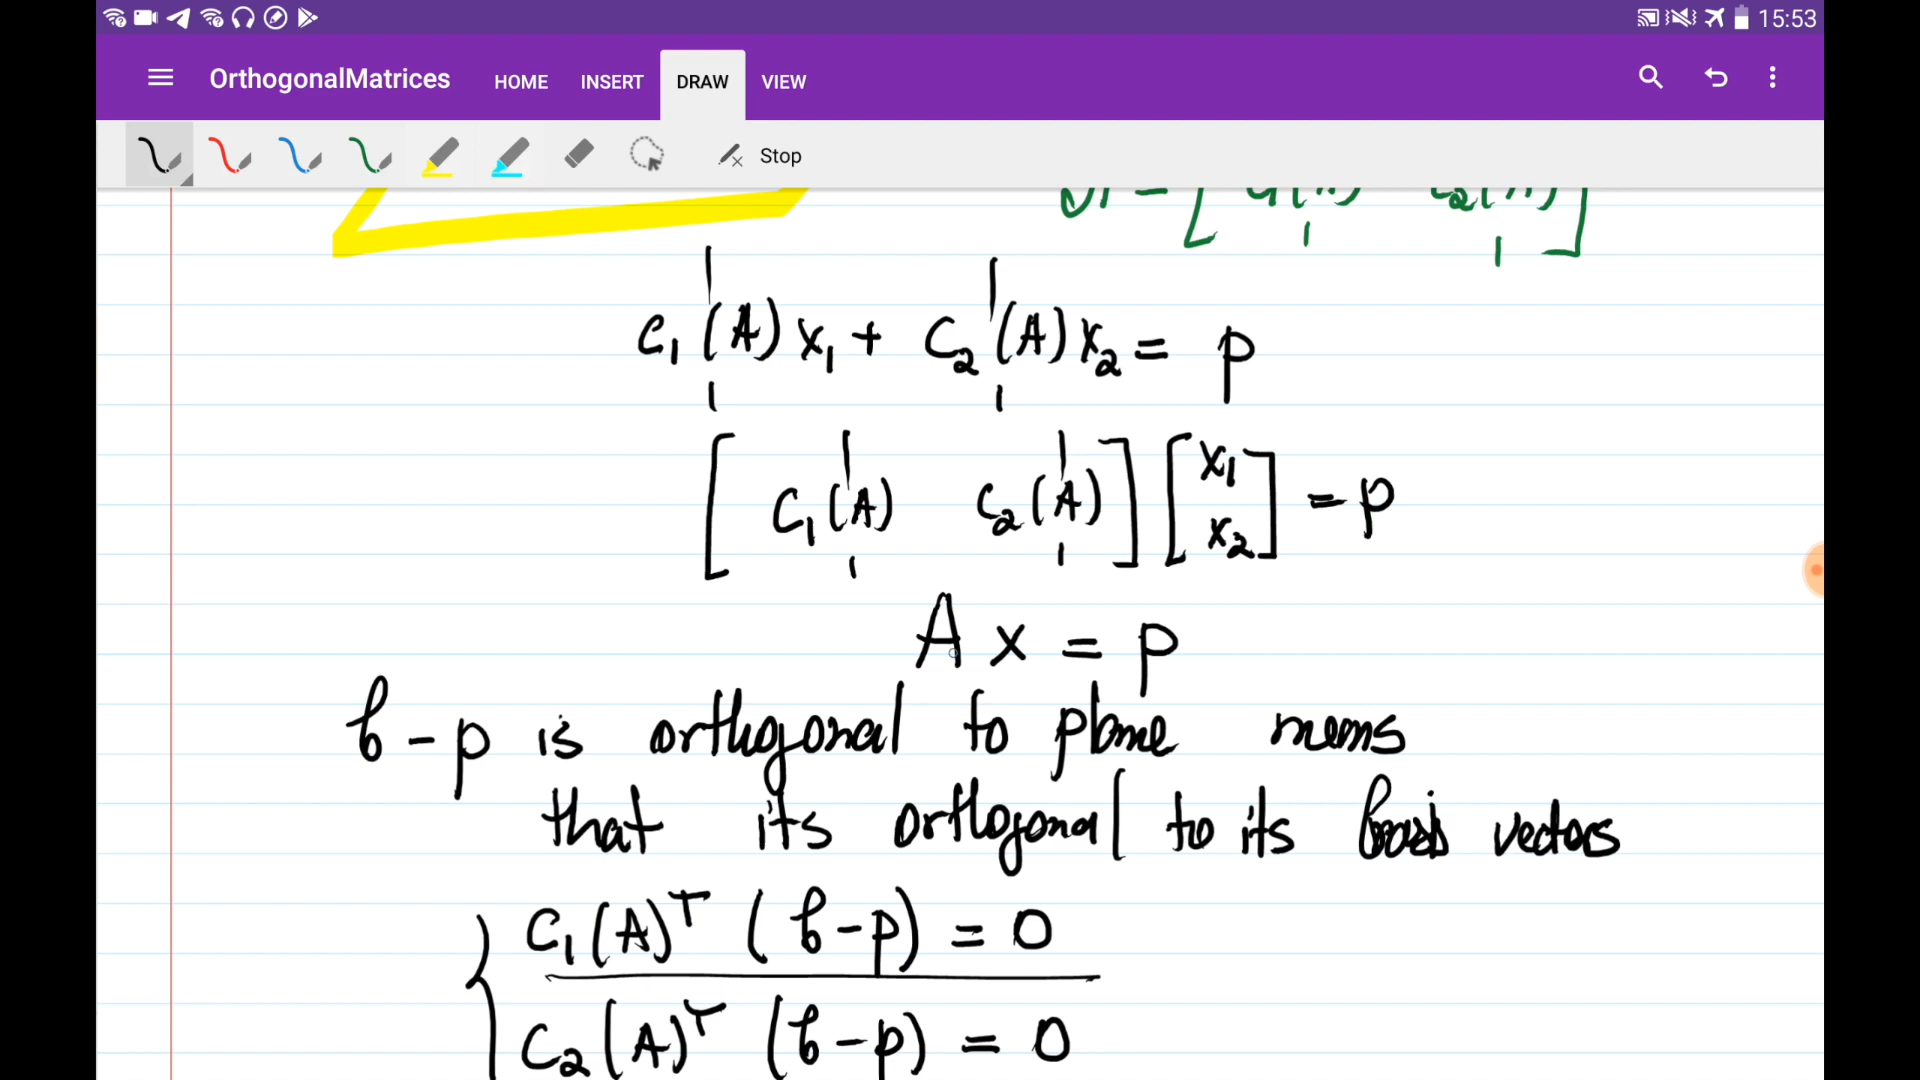 15:53
OrthogonalMatrices HOME INSERT DRAW VIEW
Stop
C₁(A)x₁ + C₂(A)x₂ = p
[C₁(A) C₂(A)] [x₁ x₂] = p
Ax = p
b - p is orthogonal to plane means
that its orthogonal to its basis vectors
C₁(A)ᵀ (b-p) = 0
C₂(A)ᵀ (b-p) = 0